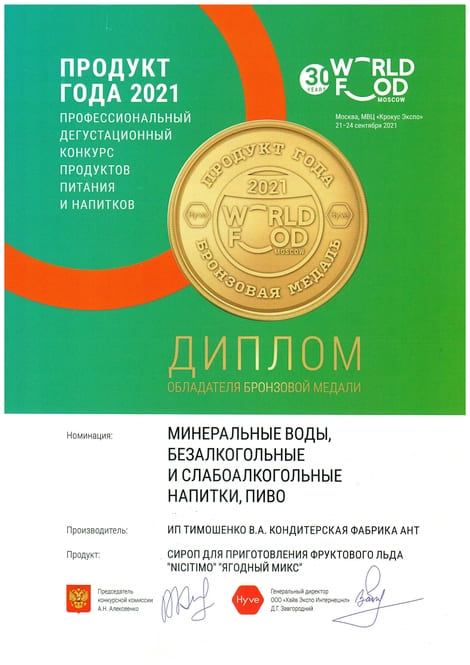 ПРОДУКТ
ГОДА 2021
ПРОФЕССИОНАЛЬНЫЙ
ДЕГУСТАЦИОННЫЙ
КОНКУРС
ПРОДУКТОВ
ПИТАНИЯ
И НАПИТКОВ
30 YEARS
WORLD
FOOD
MOSCOW
Москва, МВЦ «Крокус Экспо»
21–24 сентября 2021
ПРОДУКТ ГОДА
2021
Hyve
WORLD
FOOD
MOSCOW
Hyve
БРОНЗОВАЯ МЕДАЛЬ
ДИПЛОМ
ОБЛАДАТЕЛЯ БРОНЗОВОЙ МЕДАЛИ
Номинация:
МИНЕРАЛЬНЫЕ ВОДЫ,
БЕЗАЛКОГОЛЬНЫЕ
И СЛАБОАЛКОГОЛЬНЫЕ
НАПИТКИ, ПИВО
Производитель:
ИП ТИМОШЕНКО В.А. КОНДИТЕРСКАЯ ФАБРИКА АНТ
Продукт:
СИРОП ДЛЯ ПРИГОТОВЛЕНИЯ ФРУКТОВОГО ЛЬДА
"NICITIMO" "ЯГОДНЫЙ МИКС"
Председатель
конкурсной комиссии
А.Н. Алексеенко
Hyve
Генеральный директор
ООО «Хайв Экспо Интернешнл»
Д.Г. Завгородний